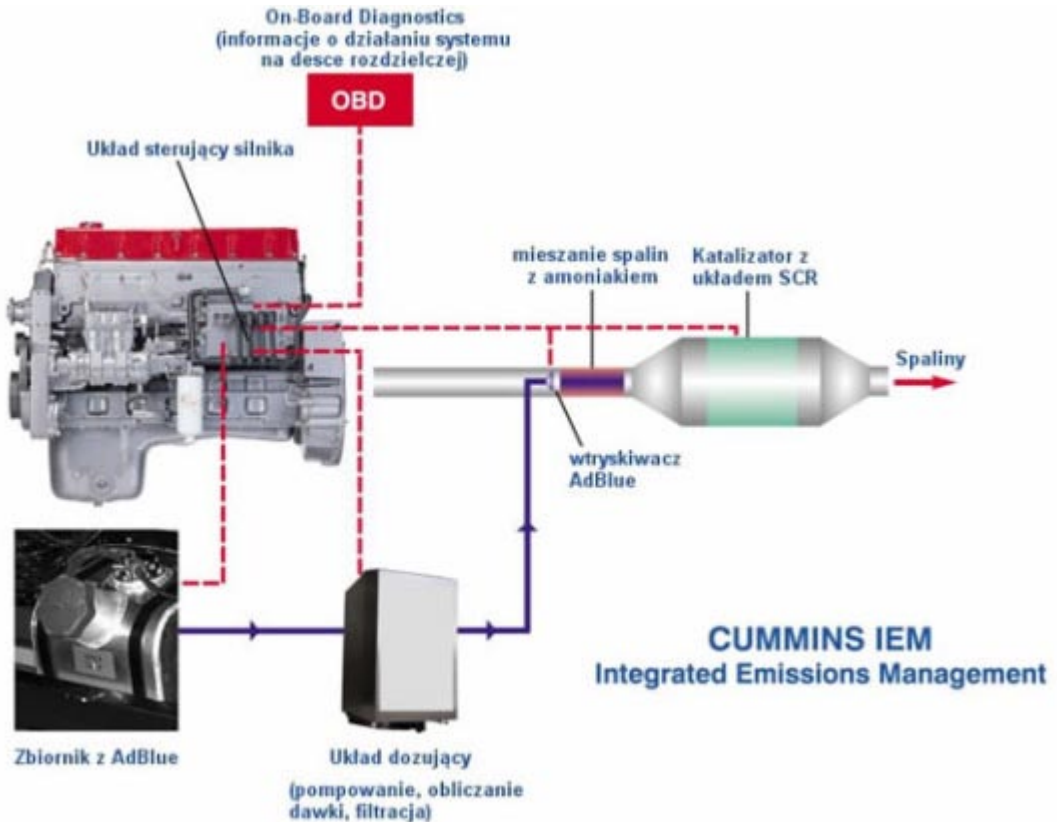 On-Board Diagnostics
(informacje o działaniu systemu
na desce rozdzielczej)
OBD
Układ sterujący silnika
mieszanie spalin
z amoniakiem
Katalizator z
układem SCR
Spaliny
wtryskiwacz
AdBlue
CUMMINS IEM
Integrated Emissions Management
Zbiornik z AdBlue
Układ dozujący
(pompowanie, obliczanie
dawki, filtracja)